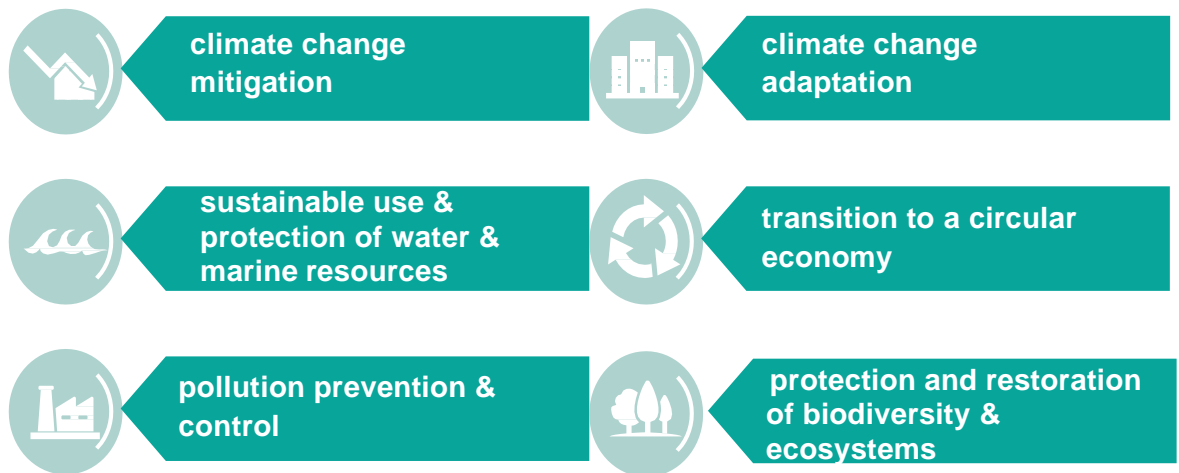 climate change
mitigation
climate change
adaptation
sustainable use &
protection of water &
marine resources
transition to a circular
economy
pollution prevention &
control
protection and restoration
of biodiversity &
ecosystems